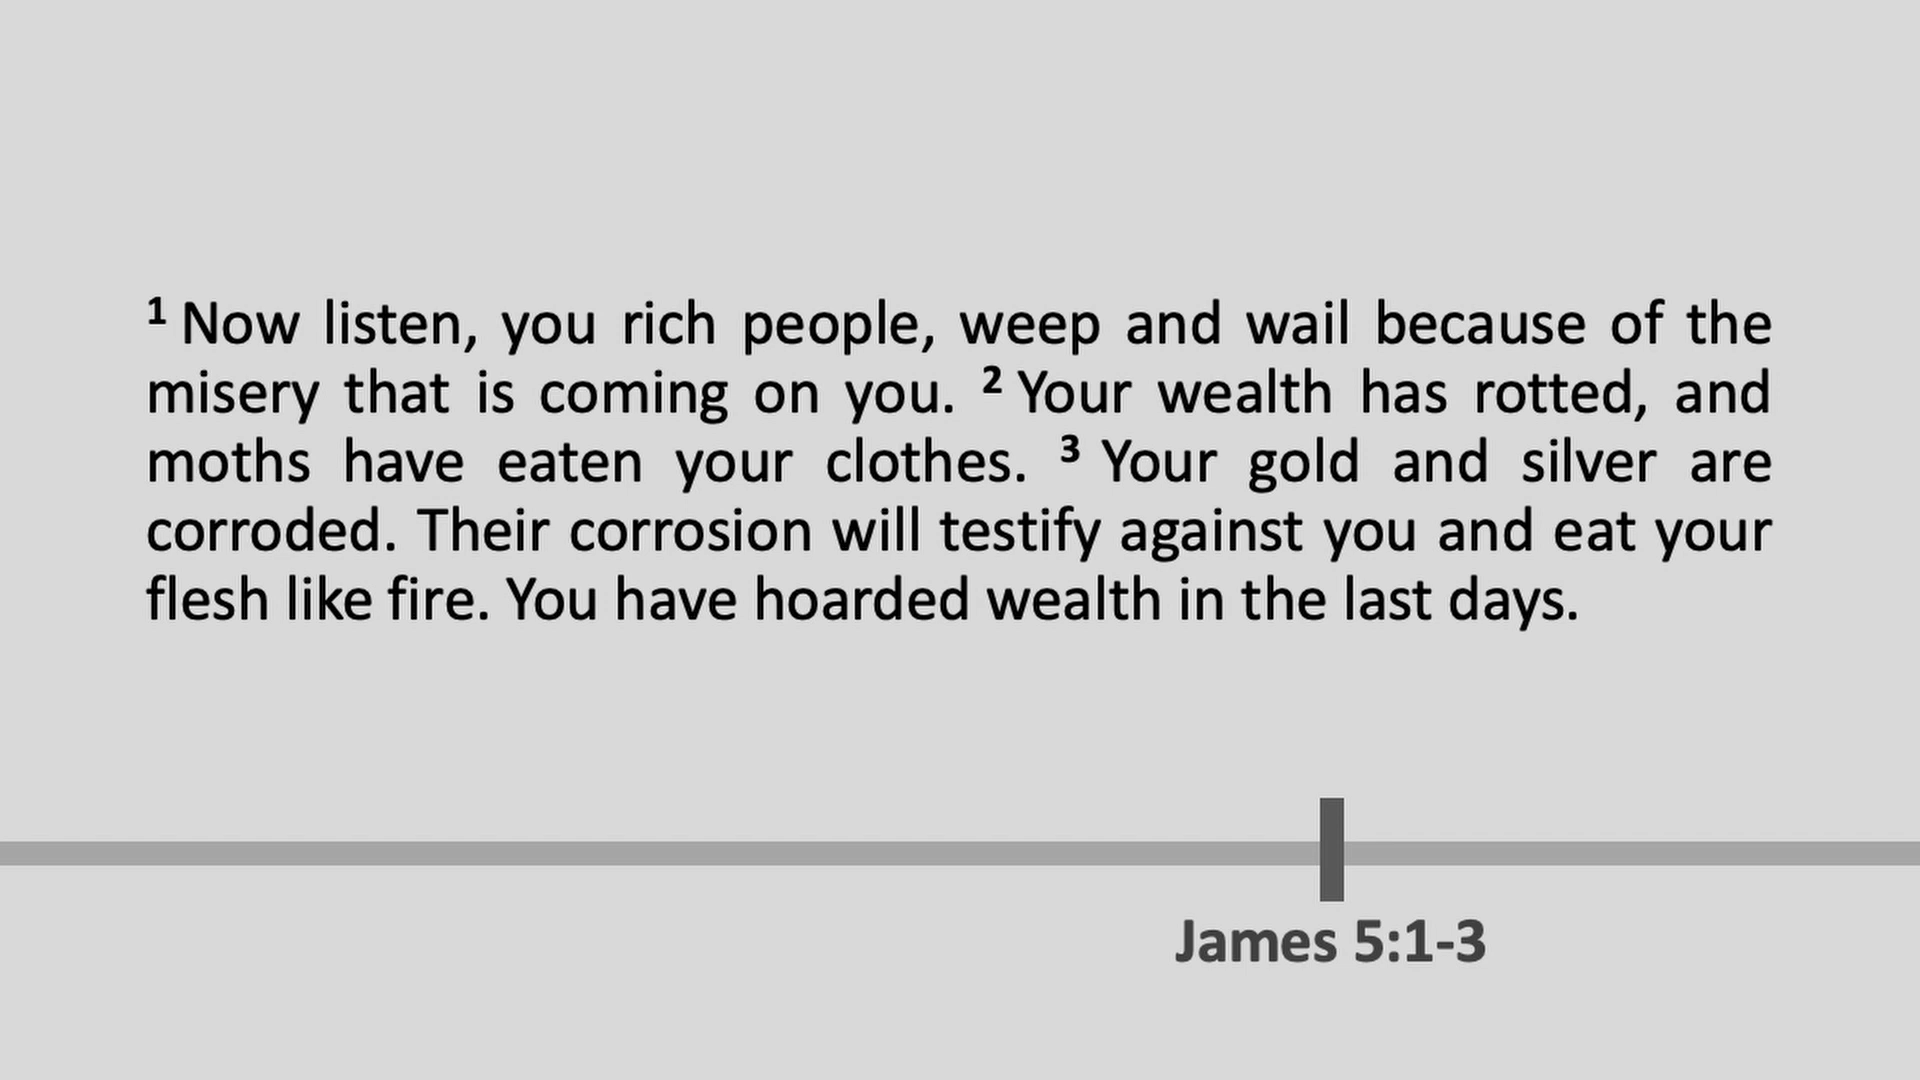 ¹ Now listen, you rich people, weep and wail because of the
misery that is coming on you. ² Your wealth has rotted, and
moths have eaten your clothes. ³ Your gold and silver are
corroded. Their corrosion will testify against you and eat your
flesh like fire. You have hoarded wealth in the last days.
James 5:1-3